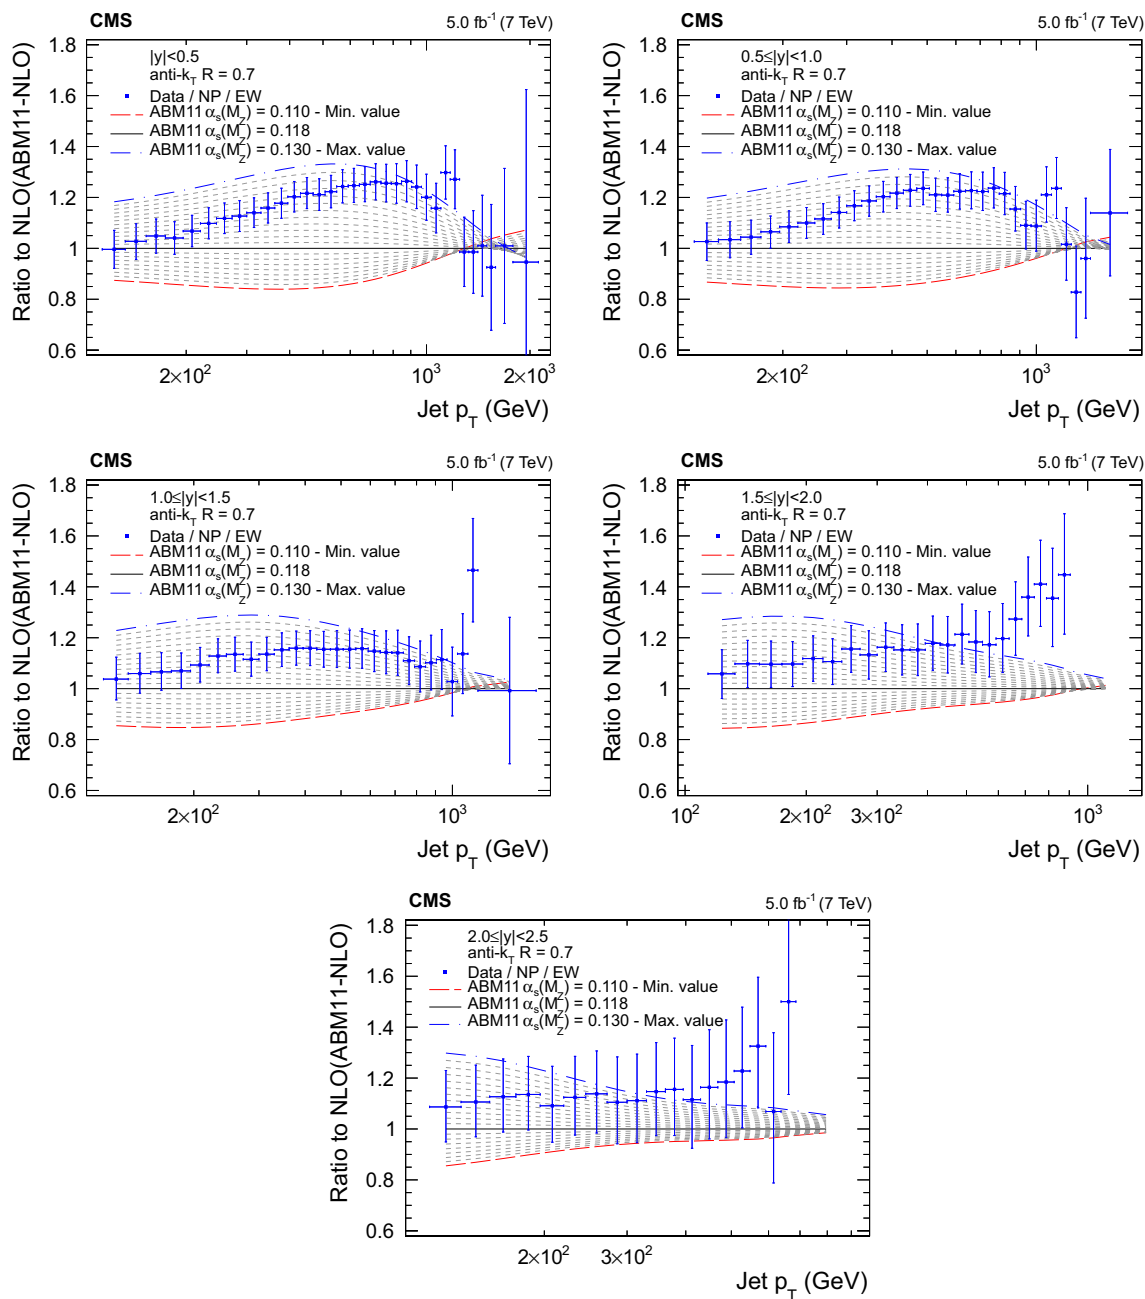 CMS 5.0 fb⁻¹ (7 TeV)
Ratio to NLO(ABM11-NLO)
1.8
1.6
1.4
1.2
1
0.8
0.6
|y|<0.5
anti-k_T R = 0.7
Data / NP / EW
ABM11 α_s(M_Z) = 0.110 - Min. value
ABM11 α_s(M_Z) = 0.118
ABM11 α_s(M_Z) = 0.130 - Max. value
2×10² 10³ 2×10³
Jet p_T (GeV)
CMS 5.0 fb⁻¹ (7 TeV)
Ratio to NLO(ABM11-NLO)
1.8
1.6
1.4
1.2
1
0.8
0.6
0.5≤|y|<1.0
anti-k_T R = 0.7
Data / NP / EW
ABM11 α_s(M_Z) = 0.110 - Min. value
ABM11 α_s(M_Z) = 0.118
ABM11 α_s(M_Z) = 0.130 - Max. value
2×10² 10³
Jet p_T (GeV)
CMS 5.0 fb⁻¹ (7 TeV)
Ratio to NLO(ABM11-NLO)
1.8
1.6
1.4
1.2
1
0.8
0.6
1.0≤|y|<1.5
anti-k_T R = 0.7
Data / NP / EW
ABM11 α_s(M_Z) = 0.110 - Min. value
ABM11 α_s(M_Z) = 0.118
ABM11 α_s(M_Z) = 0.130 - Max. value
2×10² 10³
Jet p_T (GeV)
CMS 5.0 fb⁻¹ (7 TeV)
Ratio to NLO(ABM11-NLO)
1.8
1.6
1.4
1.2
1
0.8
0.6
1.5≤|y|<2.0
anti-k_T R = 0.7
Data / NP / EW
ABM11 α_s(M_Z) = 0.110 - Min. value
ABM11 α_s(M_Z) = 0.118
ABM11 α_s(M_Z) = 0.130 - Max. value
10² 2×10² 3×10² 10³
Jet p_T (GeV)
CMS 5.0 fb⁻¹ (7 TeV)
Ratio to NLO(ABM11-NLO)
1.8
1.6
1.4
1.2
1
0.8
0.6
2.0≤|y|<2.5
anti-k_T R = 0.7
Data / NP / EW
ABM11 α_s(M_Z) = 0.110 - Min. value
ABM11 α_s(M_Z) = 0.118
ABM11 α_s(M_Z) = 0.130 - Max. value
2×10² 3×10²
Jet p_T (GeV)